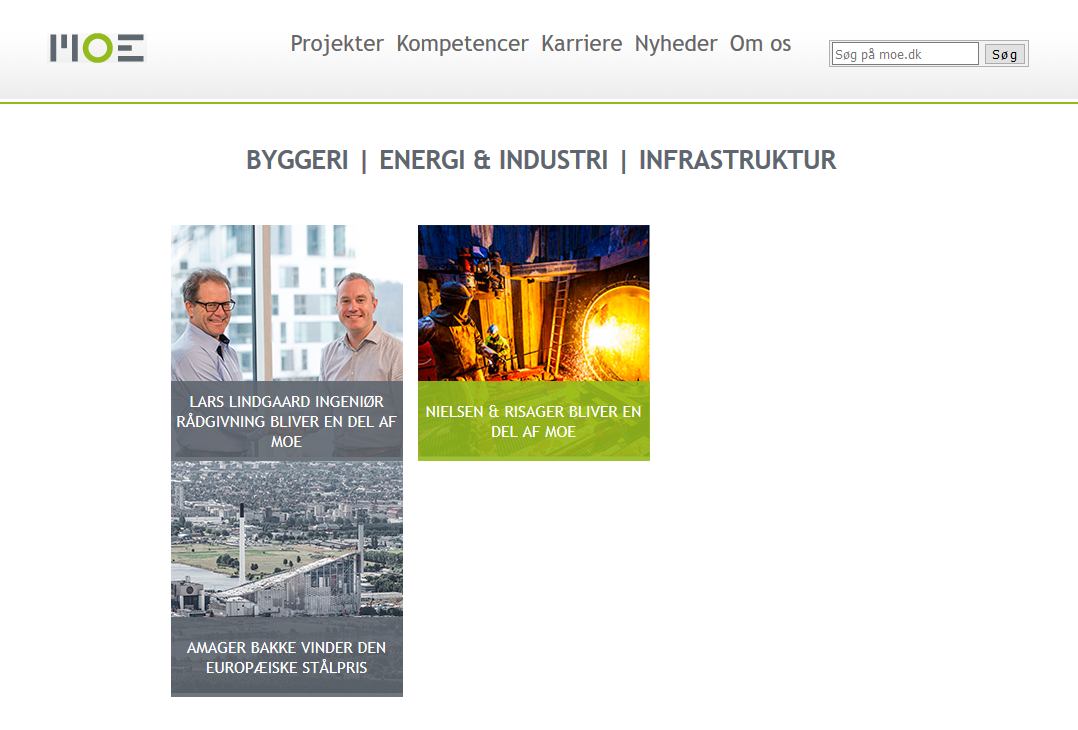 MOE
Projekter Kompetencer Karriere Nyheder Om os
Søg på moe.dk
Søg
BYGGERI | ENERGI & INDUSTRI | INFRASTRUKTUR
LARS LINDGAARD INGENIØR
RÅDGIVNING BLIVER EN DEL AF
MOE
NIELSEN & RISAGER BLIVER EN
DEL AF MOE
AMAGER BAKKE VINDER DEN
EUROPÆISKE STÅLPRIS